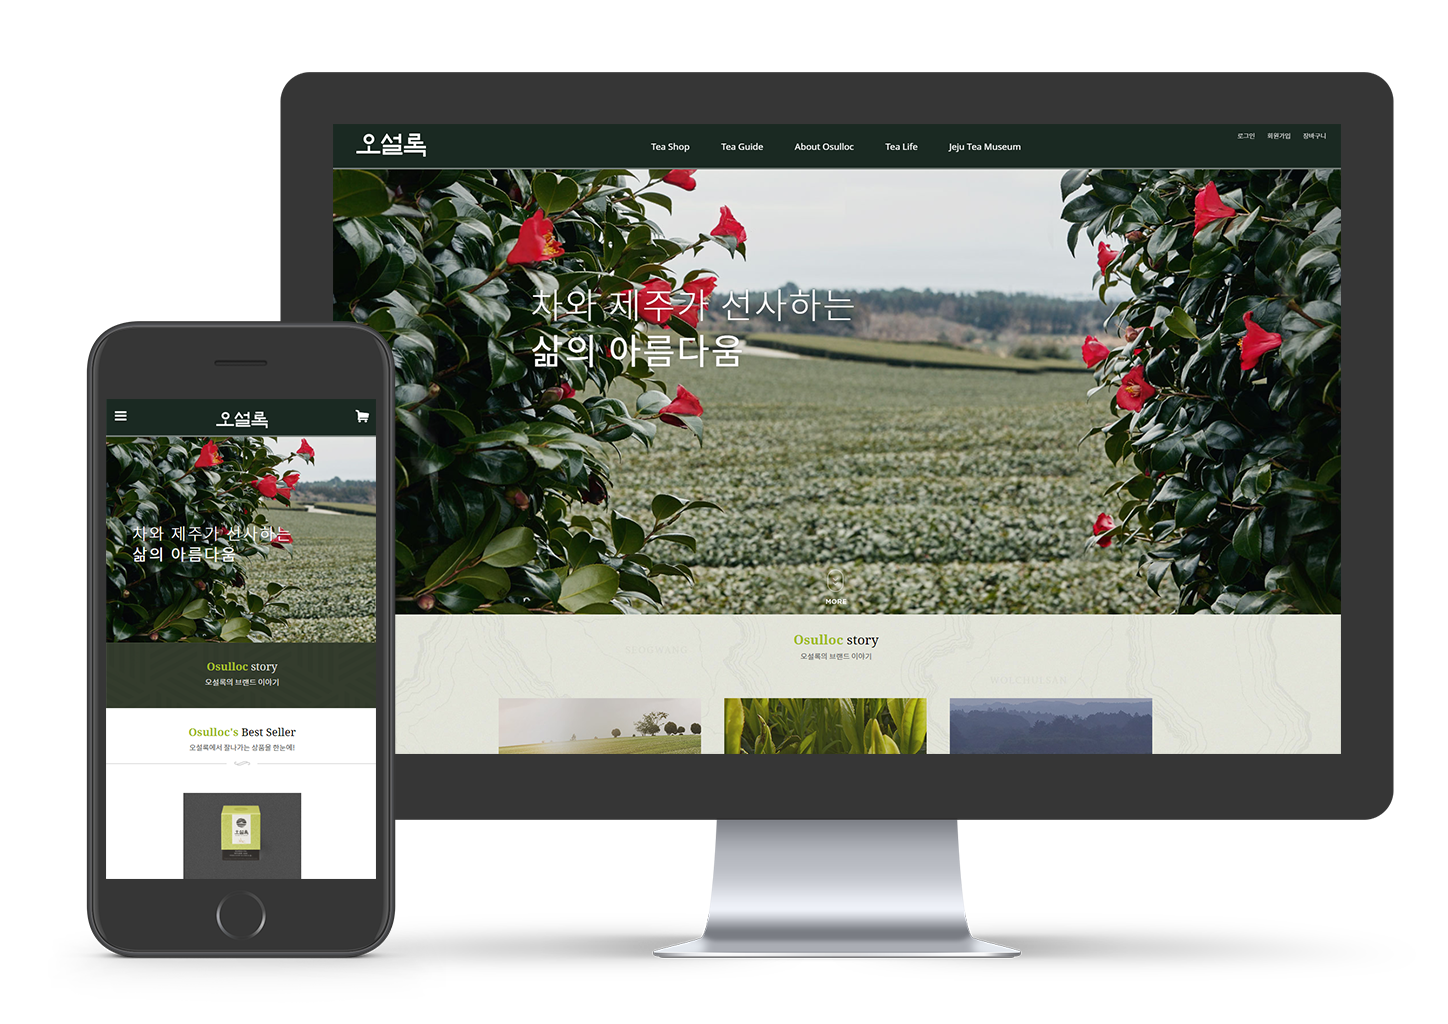 오설록
Tea Shop
Tea Guide
About Osulloc
Tea Life
Jeju Tea Museum
로그인
회원가입
장바구니
차와 제주가 선사하는
삶의 아름다움
MORE
Osulloc story
오설록의 브랜드 이야기
SEOGWANG
WOLCHULSAN
오설록
차와 제주가 선사하는
삶의 아름다움
Osulloc story
오설록의 브랜드 이야기
Osulloc's Best Seller
오설록에서 잘나가는 상품을 한눈에!
오설록